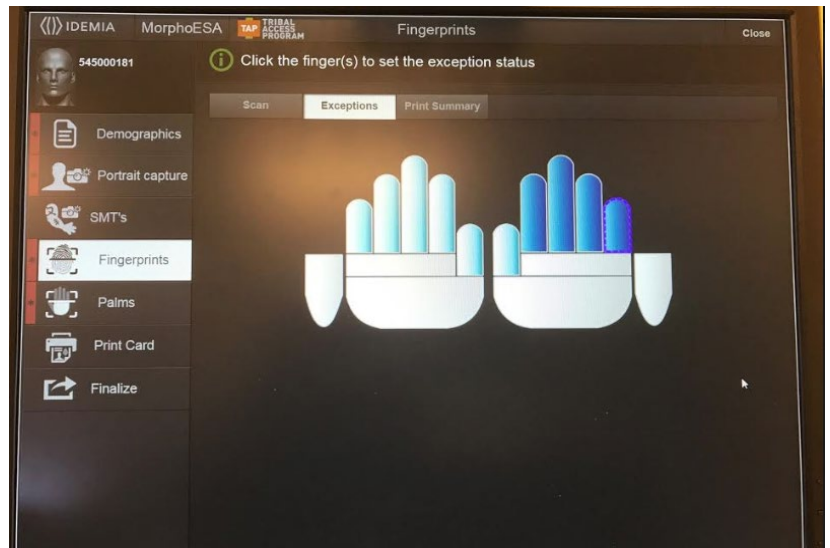 IDEMIA MorphoESA TAP TRIBAL ACCESS PROGRAM Fingerprints Close
545000181
Click the finger(s) to set the exception status
Scan Exceptions Print Summary
Demographics
Portrait capture
SMT's
Fingerprints
Palms
Print Card
Finalize